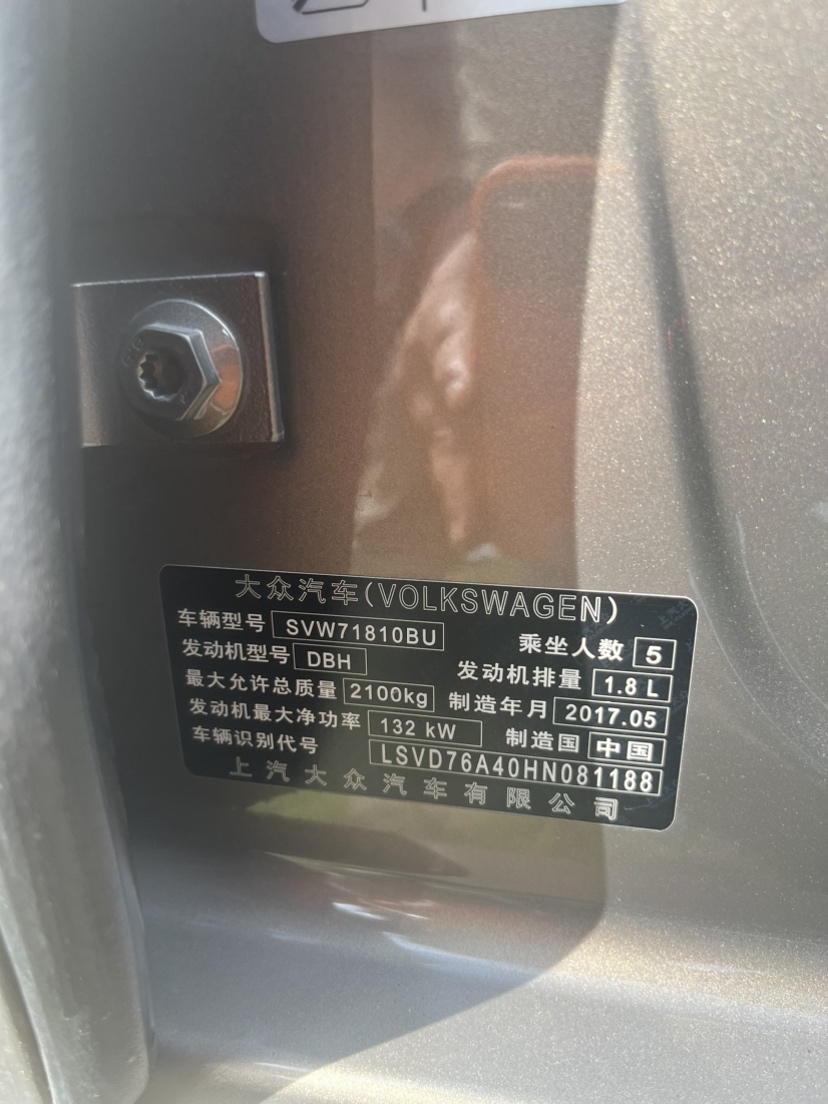 大众汽车(VOLKSWAGEN)
车辆型号 SVW71810BU 乘坐人数 5
发动机型号 DBH 发动机排量 1.8 L
最大允许总质量 2100kg 制造年月 2017.05
发动机最大净功率 132 kW 制造国 中国
车辆识别代号 LSVD76A40HN081188
上汽大众汽车有限公司